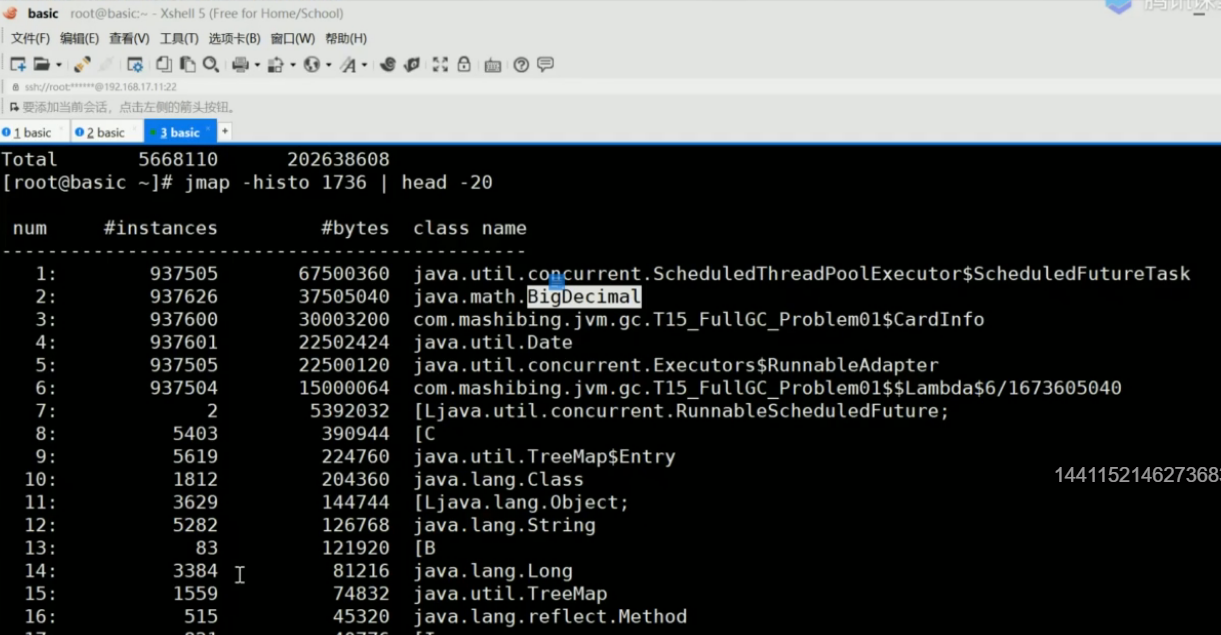 basic root@basic:~ - Xshell 5 (Free for Home/School)
文件(F) 编辑(E) 查看(V) 工具(T) 选项卡(B) 窗口(W) 帮助(H)
ssh://root:******@192.168.17.11:22
要添加当前会话，点击左侧的箭头按钮。
1 basic 2 basic 3 basic +
Total 5668110 202638608
[root@basic ~]# jmap -histo 1736 | head -20
num #instances #bytes class name
----------------------------------------------
1: 937505 67500360 java.util.concurrent.ScheduledThreadPoolExecutor$ScheduledFutureTask
2: 937626 37505040 java.math.BigDecimal
3: 937600 30003200 com.mashibing.jvm.gc.T15_FullGC_Problem01$CardInfo
4: 937601 22502424 java.util.Date
5: 937505 22500120 java.util.concurrent.Executors$RunnableAdapter
6: 937504 15000064 com.mashibing.jvm.gc.T15_FullGC_Problem01$$Lambda$6/1673605040
7: 2 5392032 [Ljava.util.concurrent.RunnableScheduledFuture;
8: 5403 390944 [C
9: 5619 224760 java.util.TreeMap$Entry
10: 1812 204360 java.lang.Class
11: 3629 144744 [Ljava.lang.Object;
12: 5282 126768 java.lang.String
13: 83 121920 [B
14: 3384 81216 java.lang.Long
15: 1559 74832 java.util.TreeMap
16: 515 45320 java.lang.reflect.Method
144115214627368